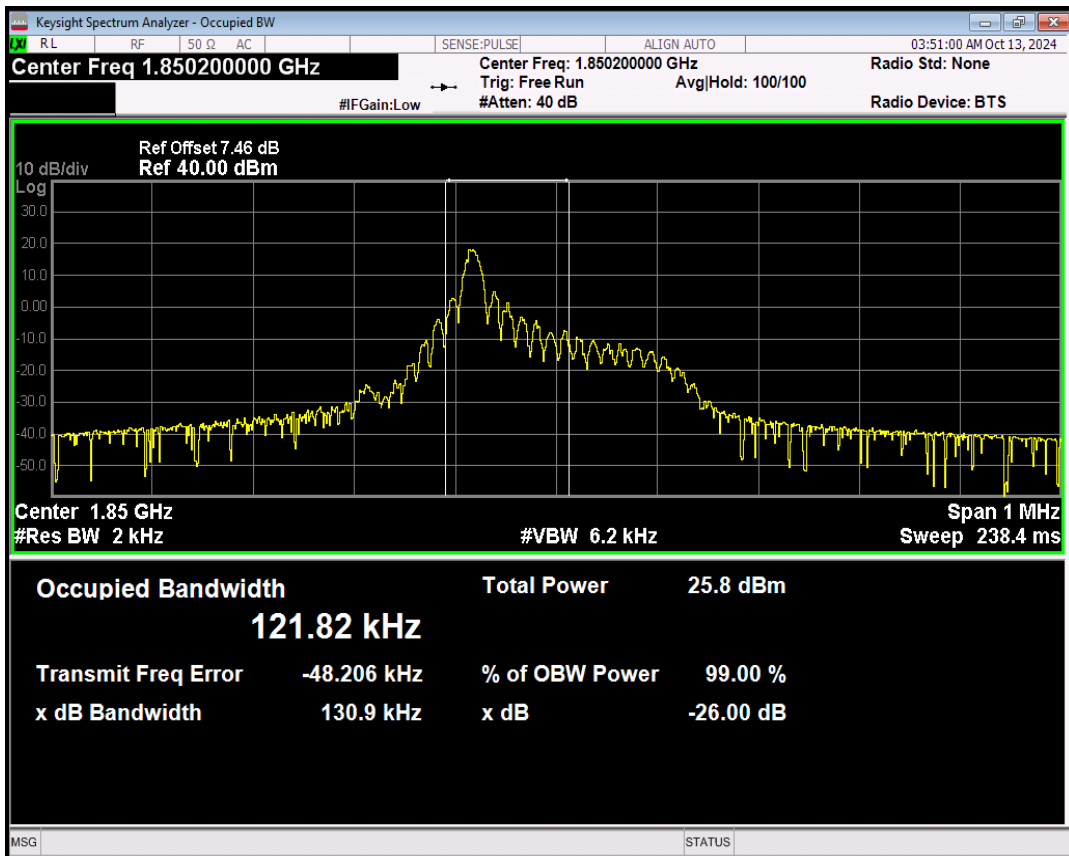 Keysight Spectrum Analyzer - Occupied BW
LXI RL RF 50 Ω AC SENSE:PULSE ALIGN AUTO 03:51:00 AM Oct 13, 2024
Center Freq 1.850200000 GHz Center Freq: 1.850200000 GHz Radio Std: None
Trig: Free Run Avg|Hold: 100/100
#IFGain:Low #Atten: 40 dB Radio Device: BTS
Ref Offset 7.46 dB
10 dB/div Ref 40.00 dBm
Log
30.0
20.0
10.0
0.00
-10.0
-20.0
-30.0
-40.0
-50.0
Center 1.85 GHz Span 1 MHz
#Res BW 2 kHz #VBW 6.2 kHz Sweep 238.4 ms
Occupied Bandwidth Total Power 25.8 dBm
121.82 kHz
Transmit Freq Error -48.206 kHz % of OBW Power 99.00 %
x dB Bandwidth 130.9 kHz x dB -26.00 dB
MSG STATUS